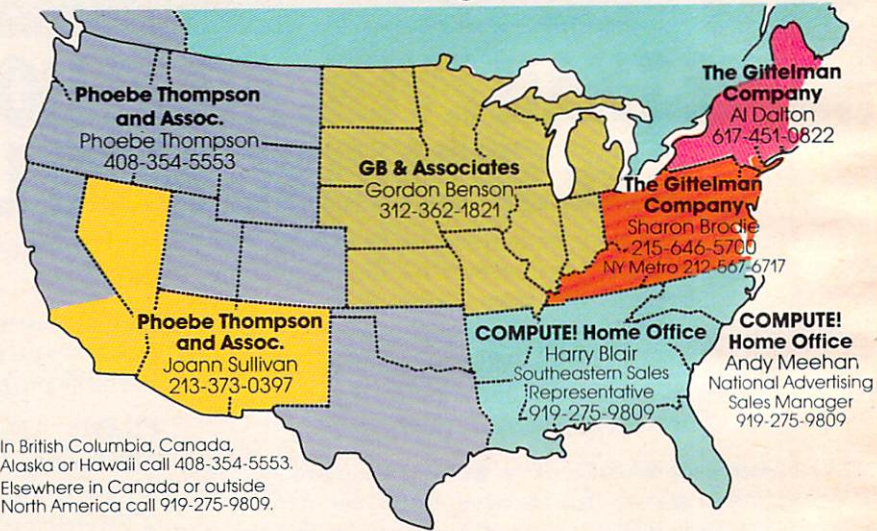 Phoebe Thompson
and Assoc.
Phoebe Thompson
408-354-5553
GB & Associates
Gordon Benson
312-362-1821
The Gittelman
Company
Al Dalton
617-451-0822
The Gittelman
Company
Sharon Brodie
215-646-5700
NY Metro 212-567-6717
Phoebe Thompson
and Assoc.
Joann Sullivan
213-373-0397
COMPUTE! Home Office
Harry Blair
Southeastern Sales
Representative
919-275-9809
COMPUTE!
Home Office
Andy Meehan
National Advertising
Sales Manager
919-275-9809
In British Columbia, Canada,
Alaska or Hawaii call 408-354-5553.
Elsewhere in Canada or outside
North America call 919-275-9809.